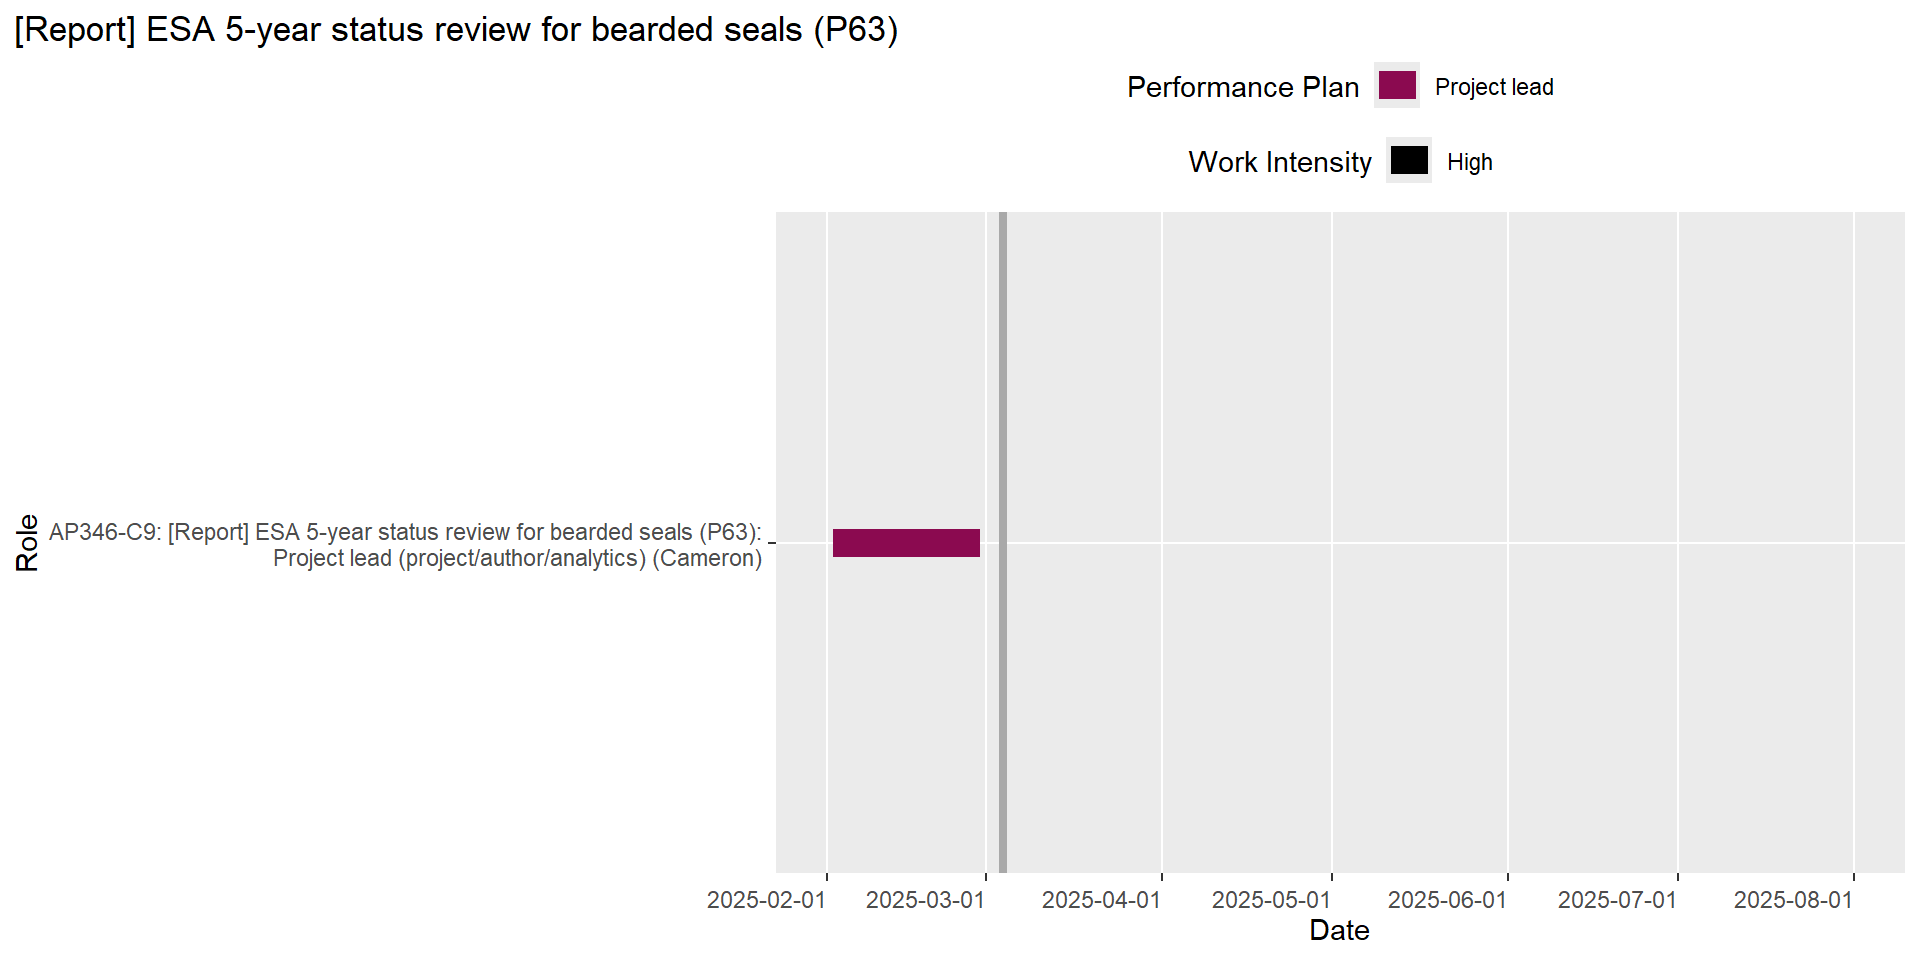 [Report] ESA 5-year status review for bearded seals (P63)
Performance Plan Project lead
Work Intensity High
Role
AP346-C9: [Report] ESA 5-year status review for bearded seals (P63):
Project lead (project/author/analytics) (Cameron)
2025-02-01 2025-03-01 2025-04-01 2025-05-01 2025-06-01 2025-07-01 2025-08-01
Date